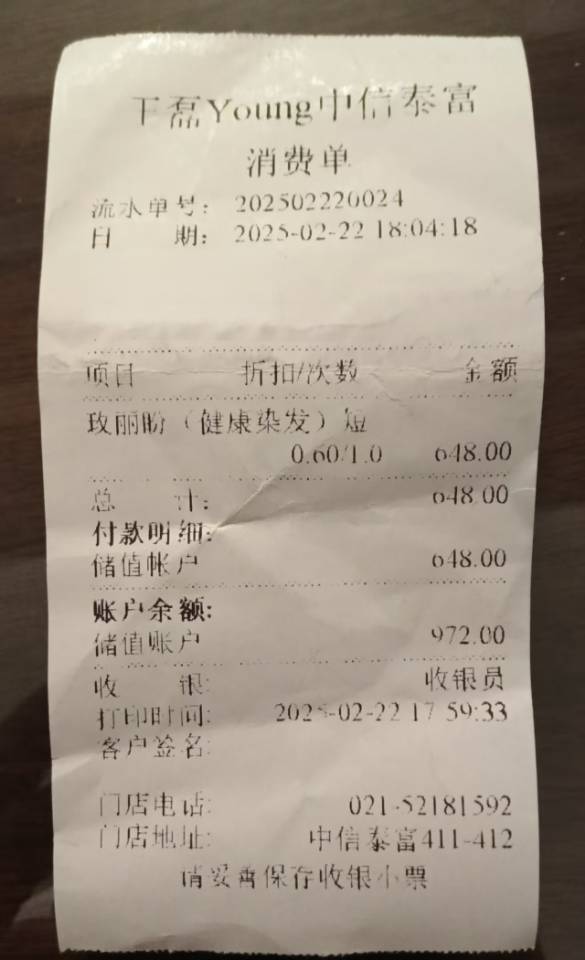 王磊Young中信泰富
消费单
流水单号： 202502220024
日 期： 2025-02-22 18:04:18
项目 折扣/次数 金额
玫丽盼（健康染发）短
0.60/1.0 648.00
总 计： 648.00
付款明细:
储值帐户 648.00
账户余额:
储值账户 972.00
收 银: 收银员
打印时间: 2025-02-22 17:59:33
客户签名:
门店电话: 021-52181592
门店地址: 中信泰富411-412
请妥善保存收银小票